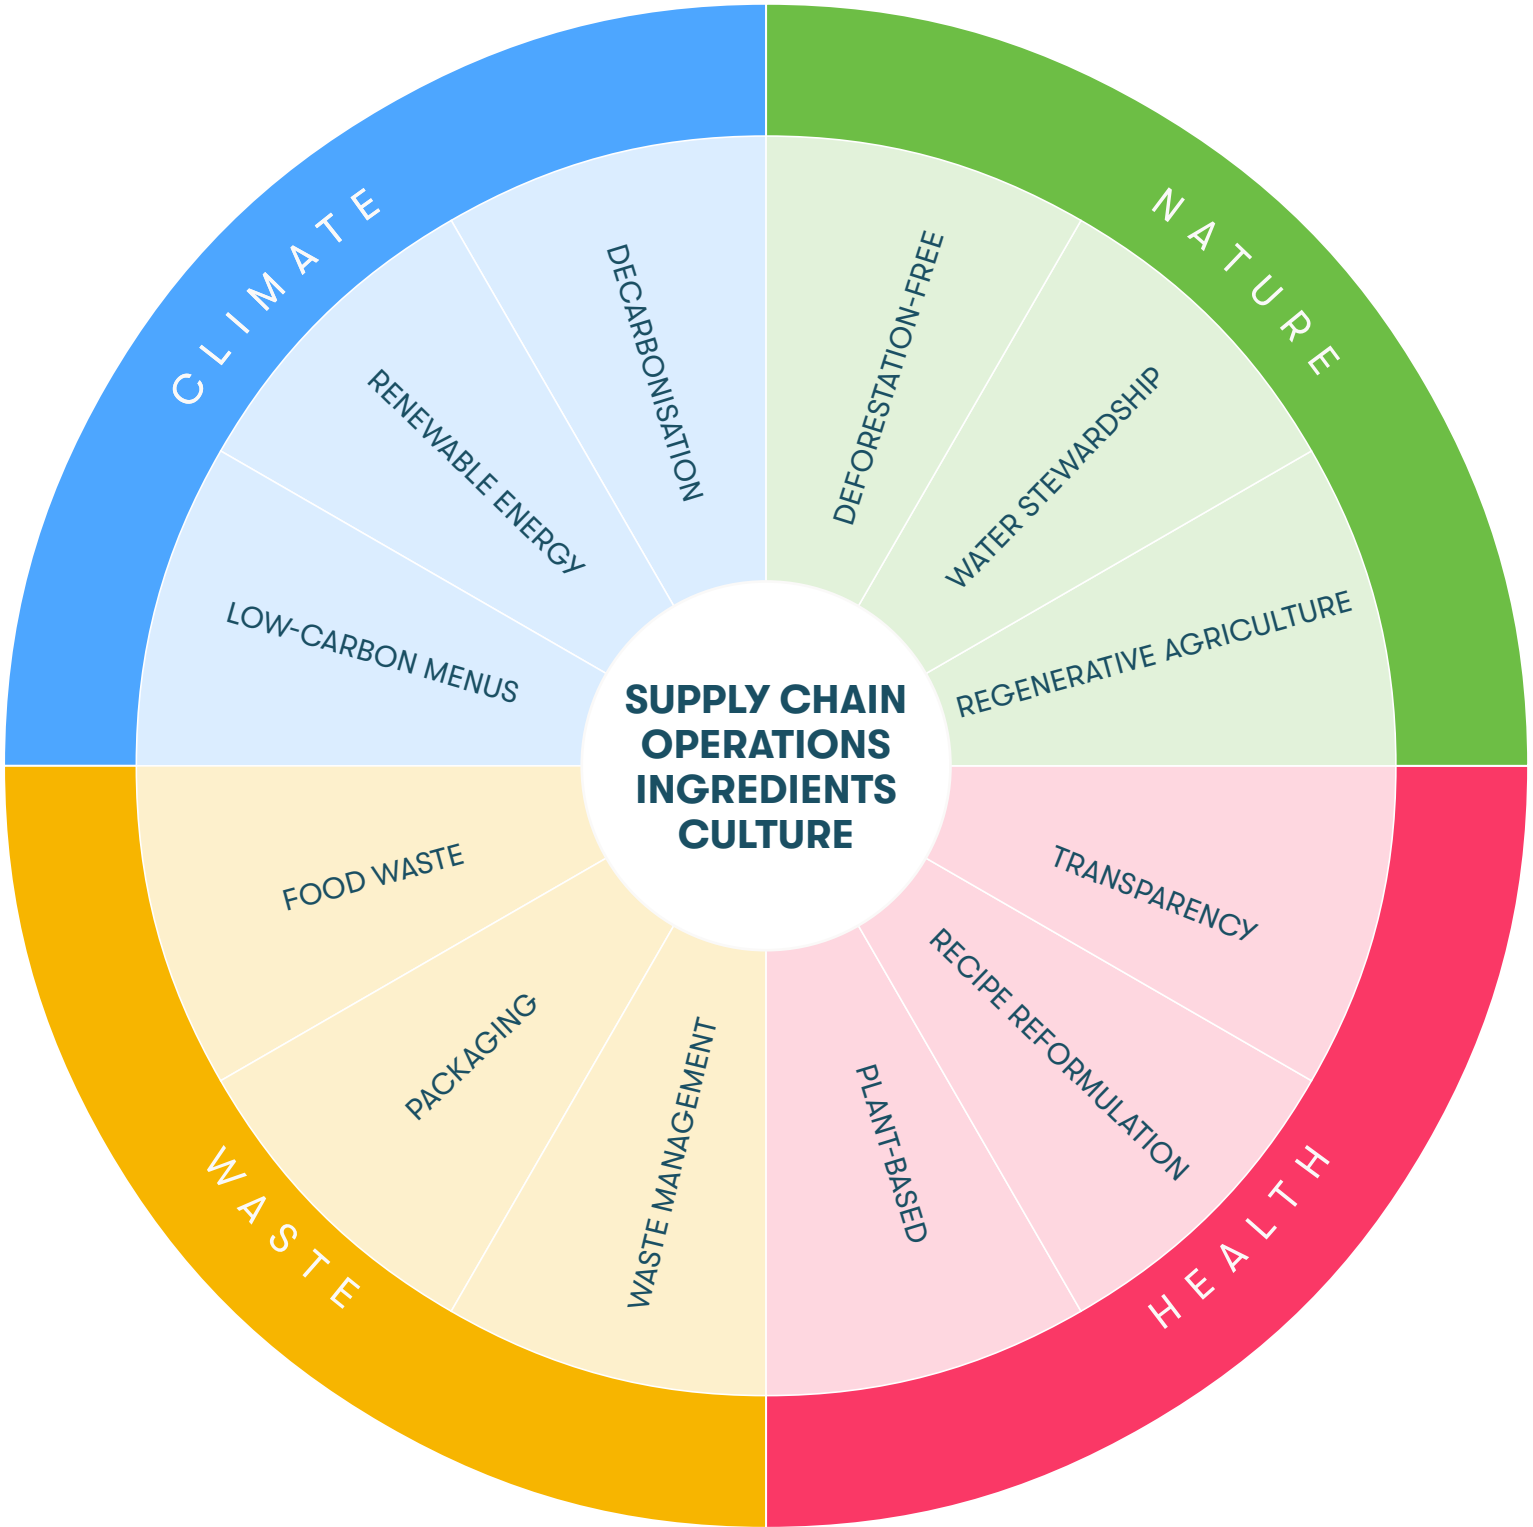 CLIMATE
DECARBONISATION
RENEWABLE ENERGY
LOW-CARBON MENUS
NATURE
DEFORESTATION-FREE
WATER STEWARDSHIP
REGENERATIVE AGRICULTURE
SUPPLY CHAIN
OPERATIONS
INGREDIENTS
CULTURE
WASTE
FOOD WASTE
PACKAGING
WASTE MANAGEMENT
HEALTH
TRANSPARENCY
RECIPE REFORMULATION
PLANT-BASED